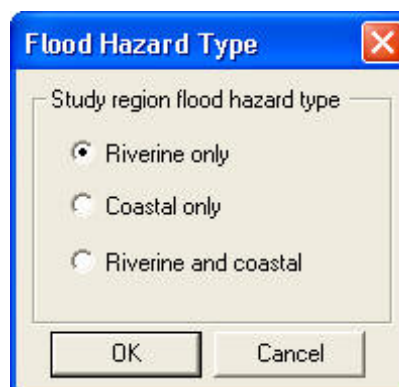 Flood Hazard Type
Study region flood hazard type
Riverine only
Coastal only
Riverine and coastal
OK
Cancel